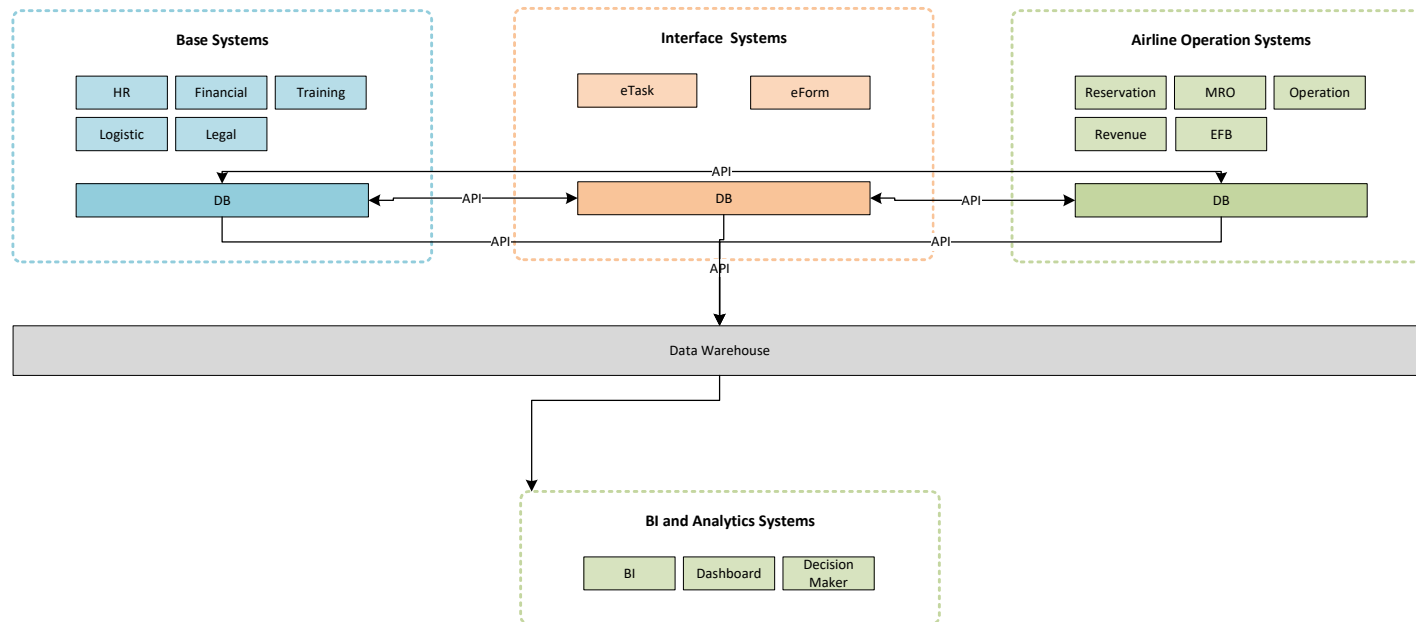 Base Systems
Interface  Systems
Airline Operation Systems
HR
Financial
Training
eTask
eForm
Reservation
MRO
Operation
Logistic
Legal
Revenue
EFB
API
DB
API
DB
API
DB
API
API
API
Data Warehouse
BI and Analytics Systems
BI
Dashboard
Decision
Maker